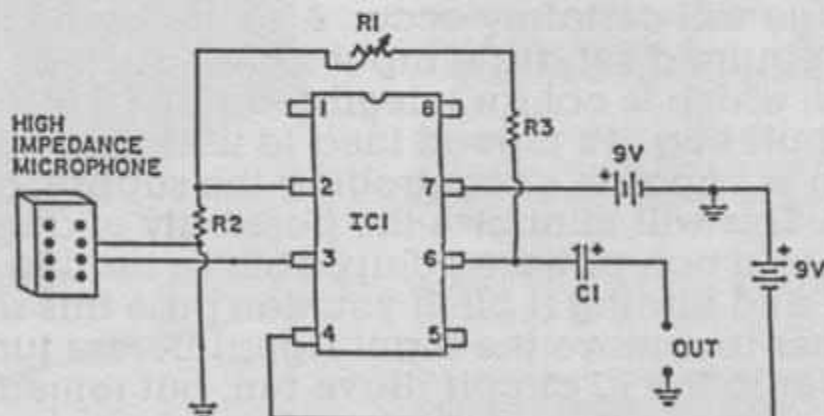 R1
1
8
R3
HIGH
IMPEDANCE
MICROPHONE
9V
+
2
7
R2
IC1
+
3
6
+
9V
C1
4
5
OUT